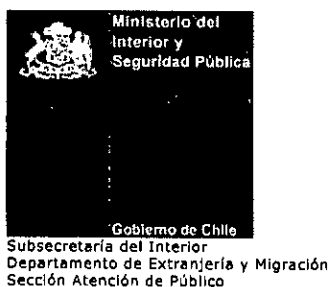 Ministerio del
Interior y
Seguridad Pública
Gobierno de Chile
Subsecretaría del Interior
Departamento de Extranjería y Migración
Sección Atención de Público